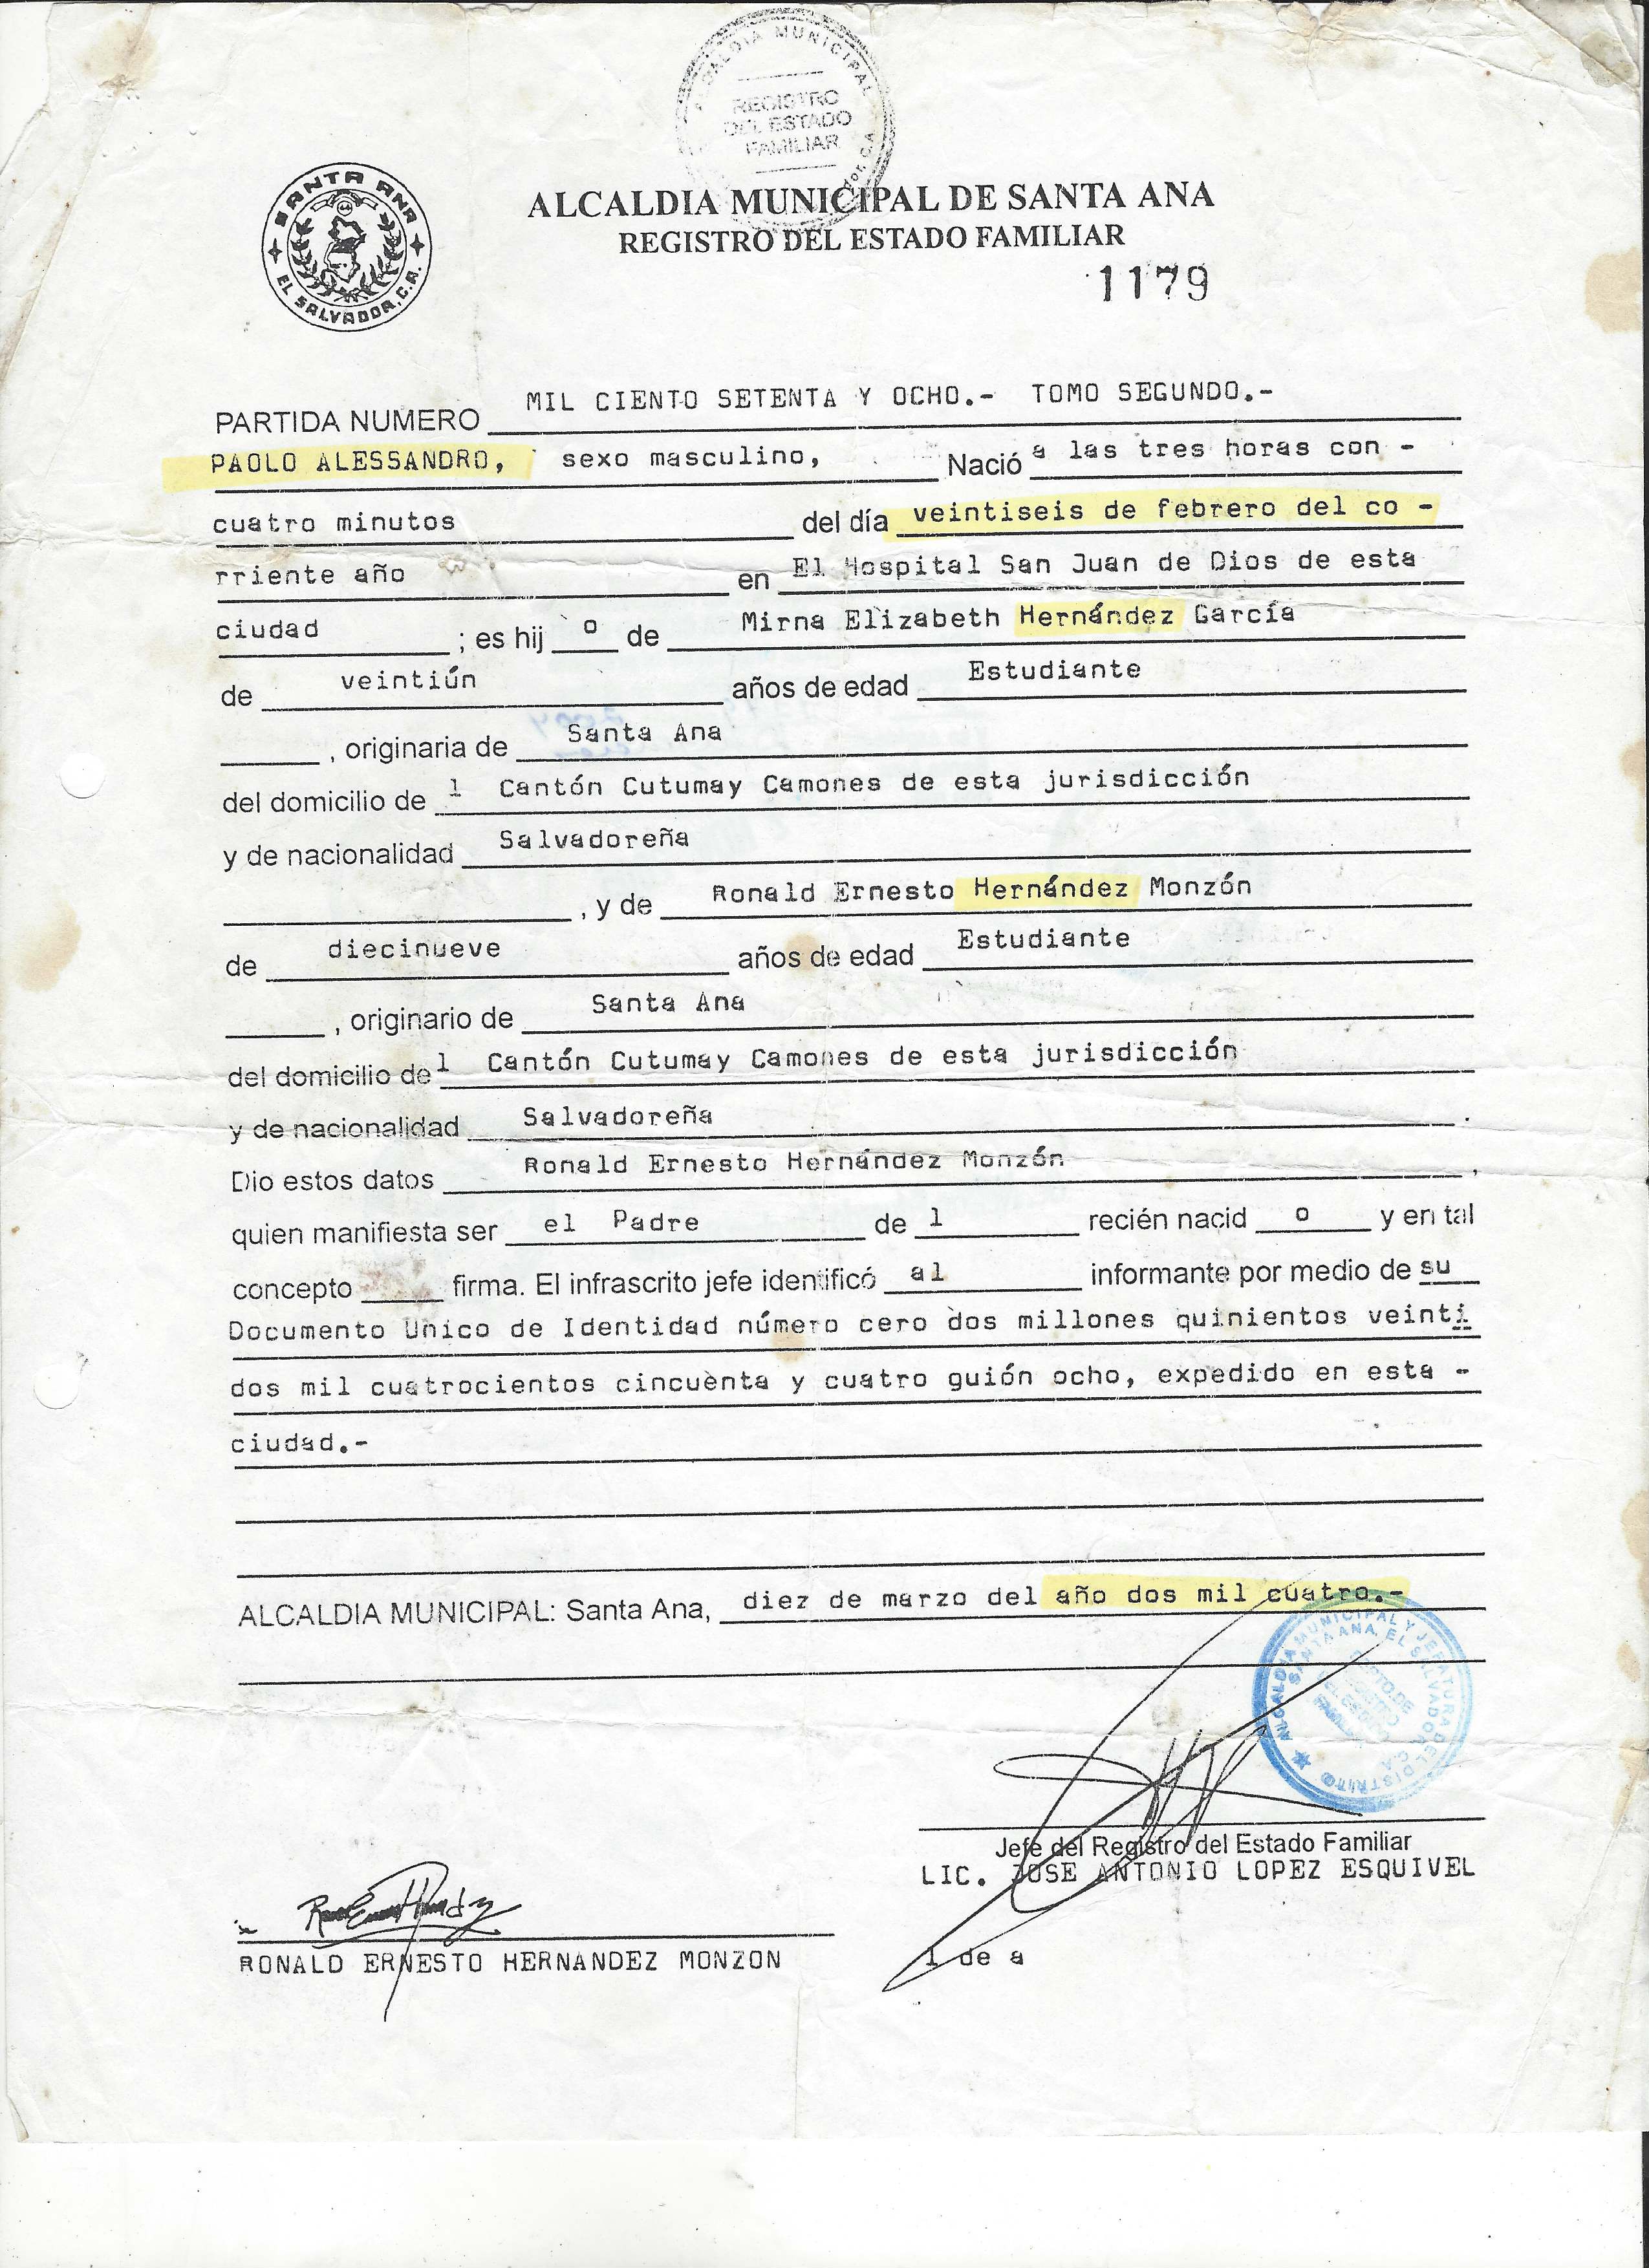 ALCALDIA MUNICIPAL
REGISTRO
DEL ESTADO
FAMILIAR
SANTA ANA
EL SALVADOR, C.A.
ALCALDIA MUNICIPAL DE SANTA ANA
REGISTRO DEL ESTADO FAMILIAR
1179
PARTIDA NUMERO MIL CIENTO SETENTA Y OCHO.- TOMO SEGUNDO.-
PAOLO ALESSANDRO, sexo masculino, Nació a las tres horas con -
cuatro minutos del día veintiseis de febrero del co -
rriente año en El Hospital San Juan de Dios de esta
ciudad ; es hij o de Mirna Elizabeth Hernández García
de veintiún años de edad Estudiante
, originaria de Santa Ana
del domicilio de l Cantón Cutumay Camones de esta jurisdicción
y de nacionalidad Salvadoreña
, y de Ronald Ernesto Hernández Monzón
de diecinueve años de edad Estudiante
, originario de Santa Ana
del domicilio de l Cantón Cutumay Camones de esta jurisdicción
y de nacionalidad Salvadoreña .
Dio estos datos Ronald Ernesto Hernández Monzón ,
quien manifiesta ser el Padre de l recién nacid o y en tal
concepto firma. El infrascrito jefe identificó al informante por medio de su
Documento Unico de Identidad número cero dos millones quinientos veinti
dos mil cuatrocientos cincuenta y cuatro guión ocho, expedido en esta -
ciudad.-
ALCALDIA MUNICIPAL: Santa Ana, diez de marzo del año dos mil cuatro.-
ALCALDIA MUNICIPAL Y JEFATURA DEL DISTRITO
SANTA ANA, EL SALVADOR, C.A.
Jefe del Registro del Estado Familiar
LIC. JOSE ANTONIO LOPEZ ESQUIVEL
RONALD ERNESTO HERNANDEZ MONZON
l de a